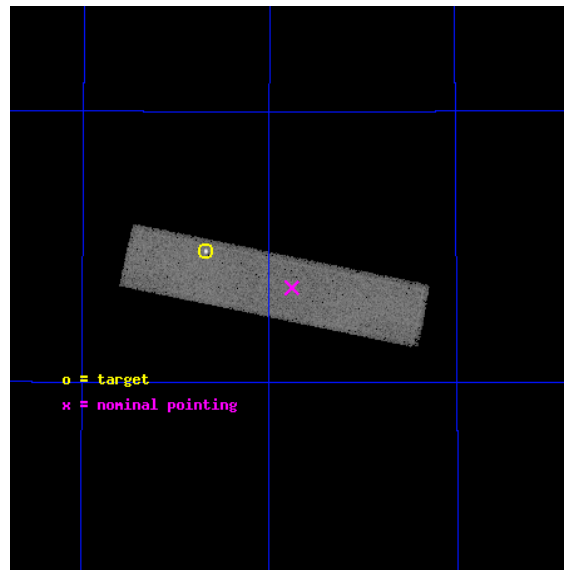 o = target
x = nominal pointing